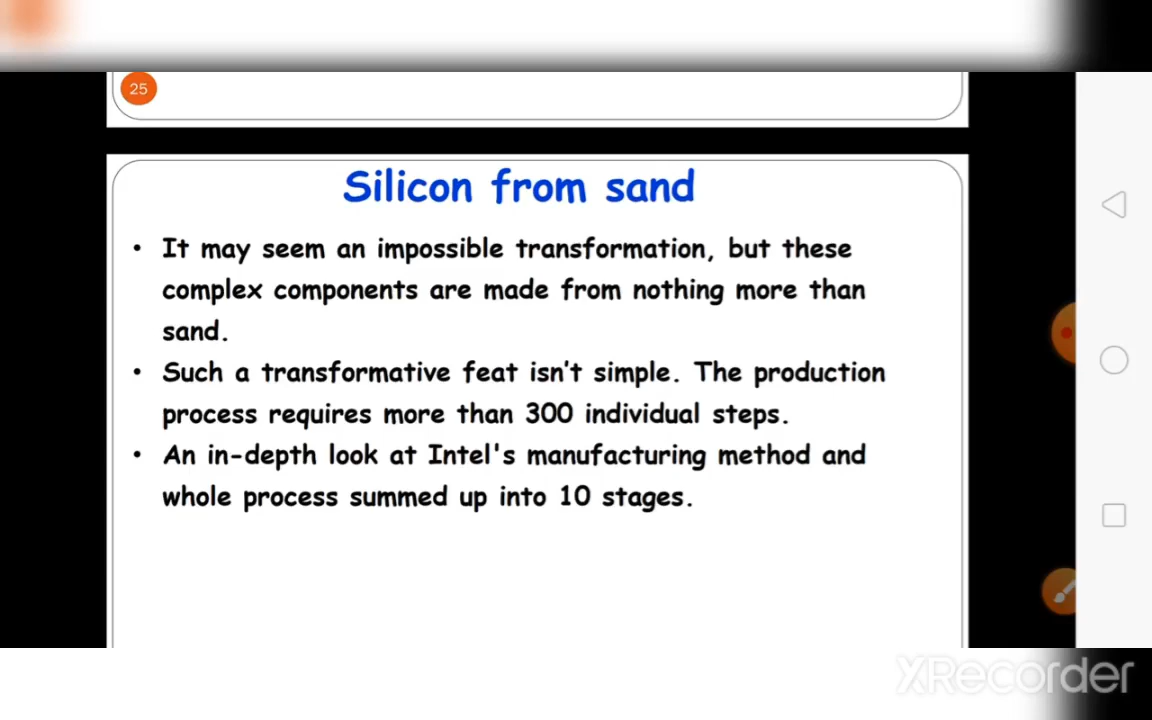 25
Silicon from sand
• It may seem an impossible transformation, but these
complex components are made from nothing more than
sand.
• Such a transformative feat isn't simple. The production
process requires more than 300 individual steps.
• An in-depth look at Intel's manufacturing method and
whole process summed up into 10 stages.
XRecorder